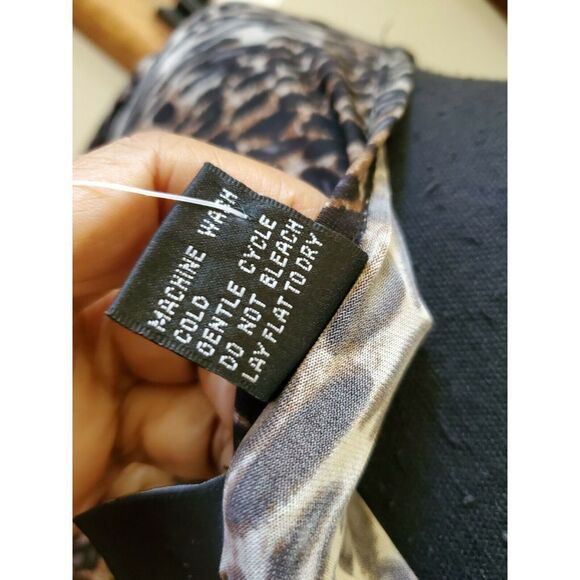 MACHINE WASH
COLD
GENTLE CYCLE
DO NOT BLEACH
LAY FLAT TO DRY